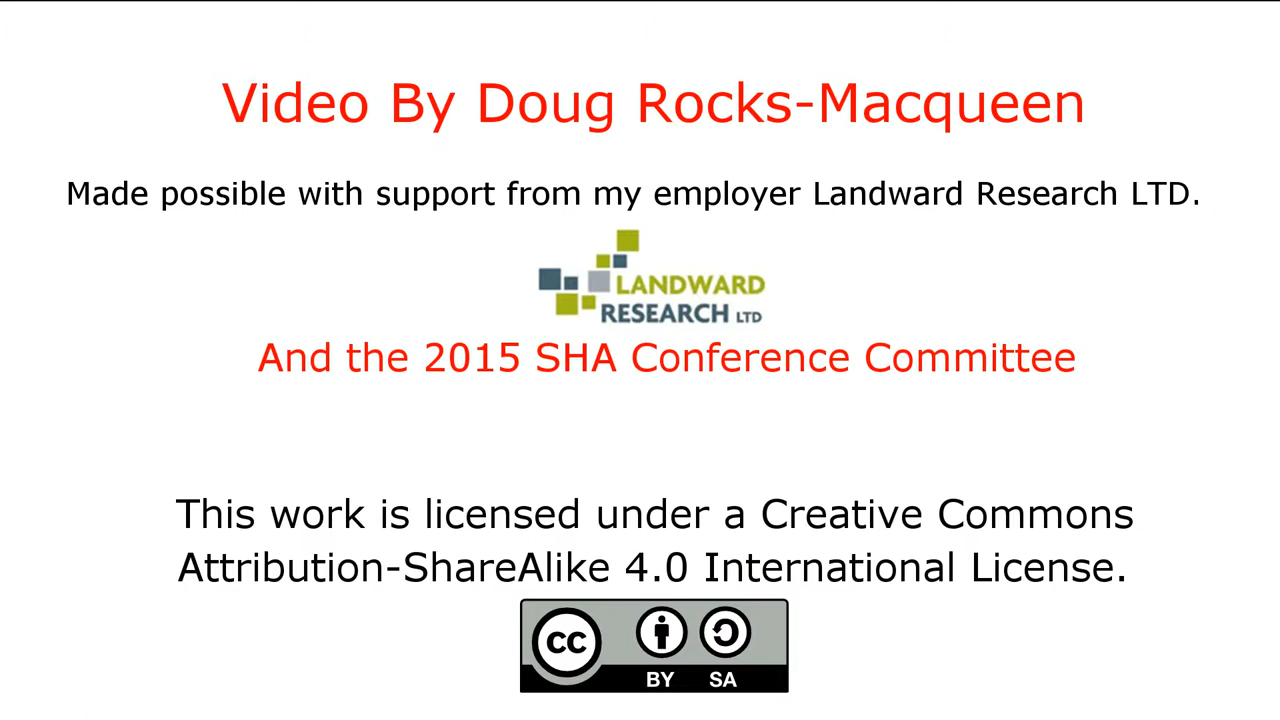 Video By Doug Rocks-Macqueen
Made possible with support from my employer Landward Research LTD.
LANDWARD
RESEARCH LTD
And the 2015 SHA Conference Committee
This work is licensed under a Creative Commons
Attribution-ShareAlike 4.0 International License.
CC
BY SA